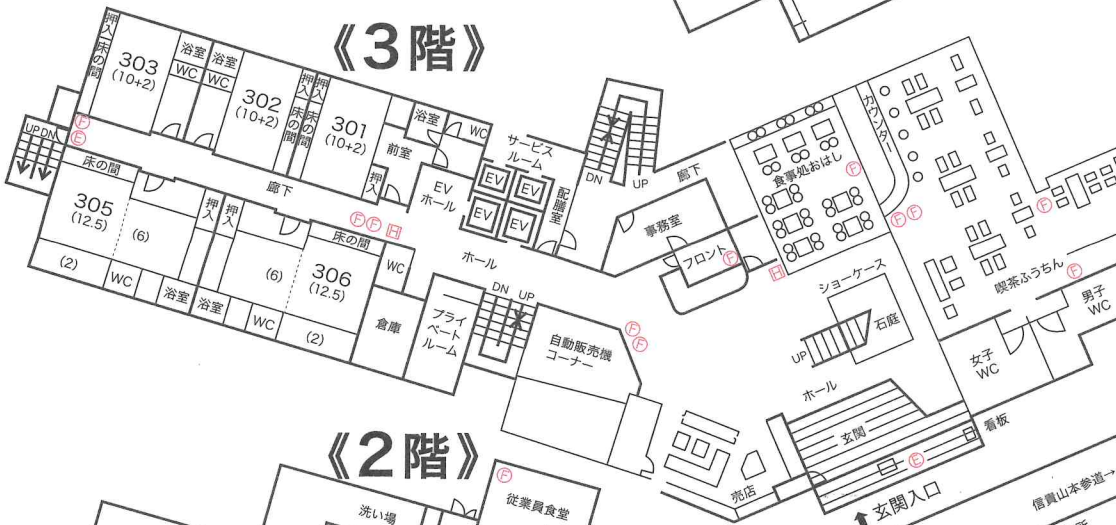 《3階》
押入
床の間
303
(10+2)
浴室
WC
浴室
WC
302
(10+2)
押入
床の間
押入
床の間
301
(10+2)
押入
前室
浴室
WC
サービス
ルーム
EV
EV
EV
EV
EV
ホール
配膳室
DN
UP
廊下
UP DN
F
E
床の間
305
(12.5)
(6)
(2)
WC
浴室
押入
押入
廊下
F F H
床の間
306
(12.5)
(6)
(2)
浴室
WC
WC
倉庫
ホール
プライ
ベート
ルーム
DN UP
自動販売機
コーナー
F
F
事務室
フロント
F
H
食事処おはし
F
カウンター
F F
F
喫茶ふうちん
F
男子
WC
女子
WC
ショーケース
石庭
UP
ホール
玄関
看板
E
売店
玄関入口
信貴山本参道→
《2階》
F
従業員食堂
洗い場